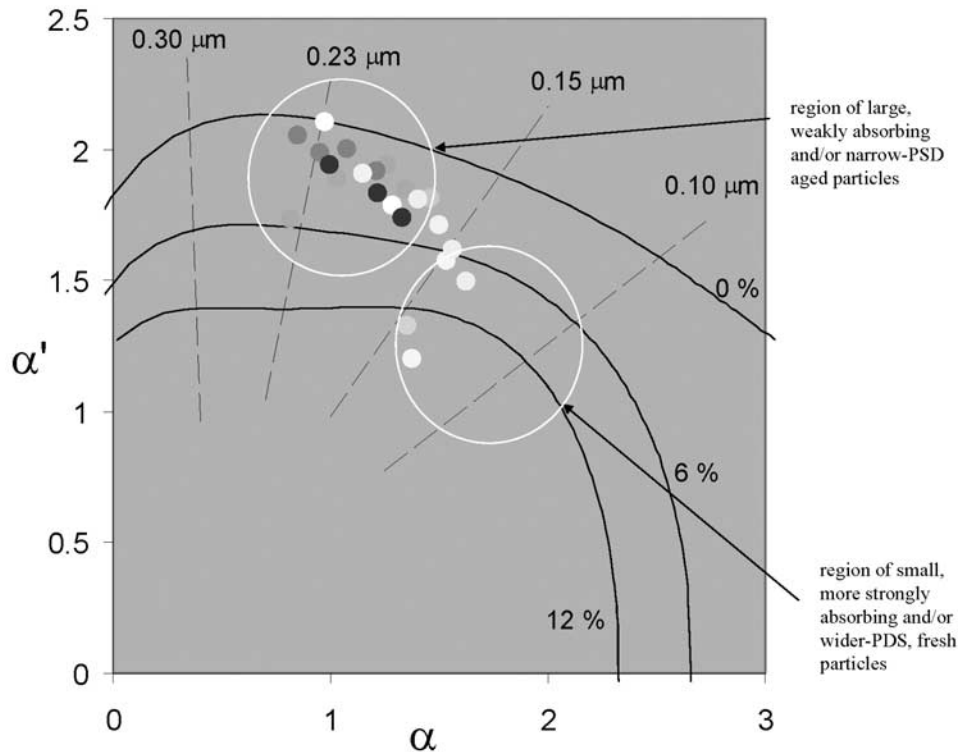 2.5
0.30 μm
0.23 μm
0.15 μm
region of large,
weakly absorbing
and/or narrow-PSD
aged particles
2
0.10 μm
1.5
0 %
α'
1
6 %
0.5
12 %
region of small,
more strongly
absorbing and/or
wider-PDS, fresh
particles
0
0
1
2
3
α